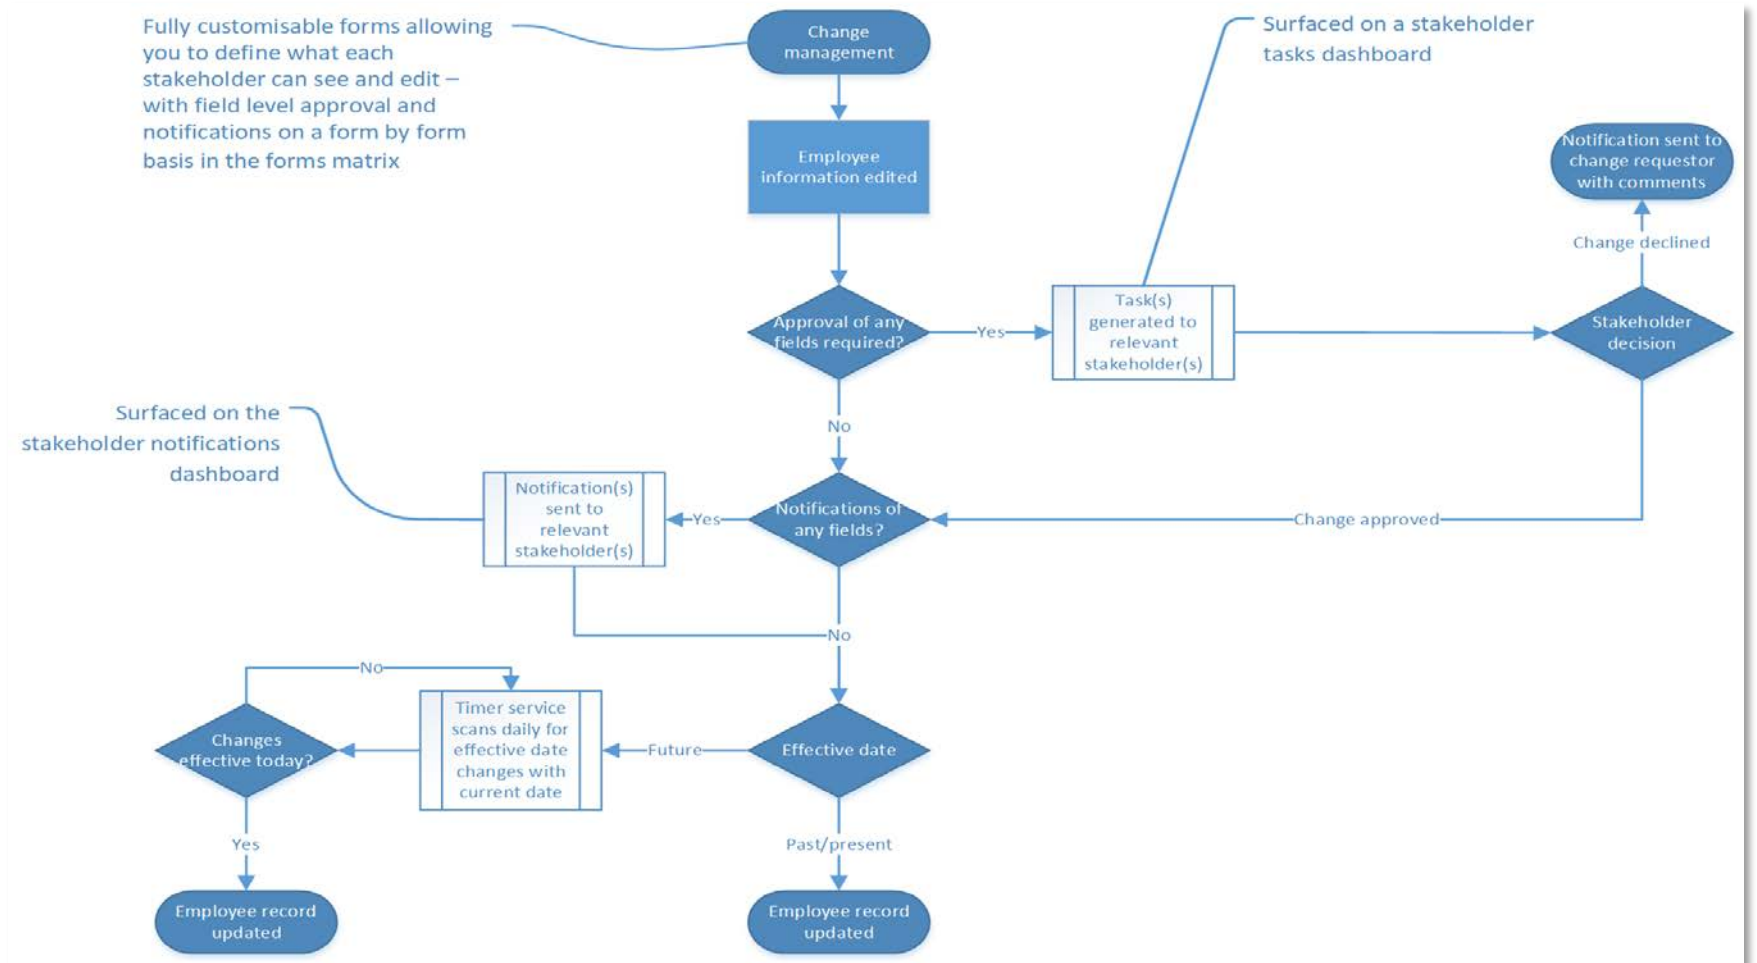 Fully customisable forms allowing
you to define what each
stakeholder can see and edit –
with field level approval and
notifications on a form by form
basis in the forms matrix
Change
management
Surfaced on a stakeholder
tasks dashboard
Employee
information edited
Notification sent to
change requestor
with comments
Change declined
Approval of any
fields required?
Yes
Task(s)
generated to
relevant
stakeholder(s)
Stakeholder
decision
No
Surfaced on the
stakeholder notifications
dashboard
Notification(s)
sent to
relevant
stakeholder(s)
Yes
Notifications of
any fields?
Change approved
No
No
Changes
effective today?
Timer service
scans daily for
effective date
changes with
current date
Future
Effective date
Yes
Past/present
Employee record
updated
Employee record
updated